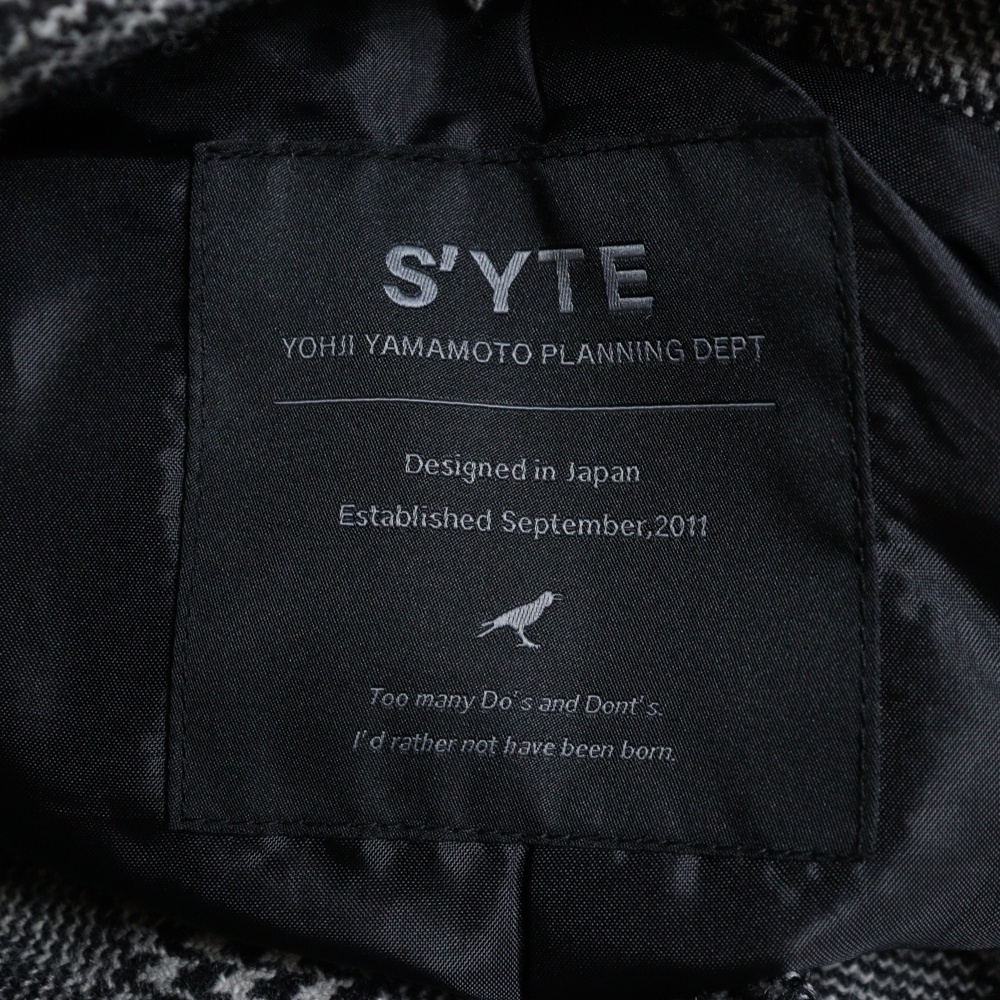 S'YTE
YOHJI YAMAMOTO PLANNING DEPT
Designed in Japan
Established September,2011
Too many Do's and Dont's.
I'd rather not have been born.